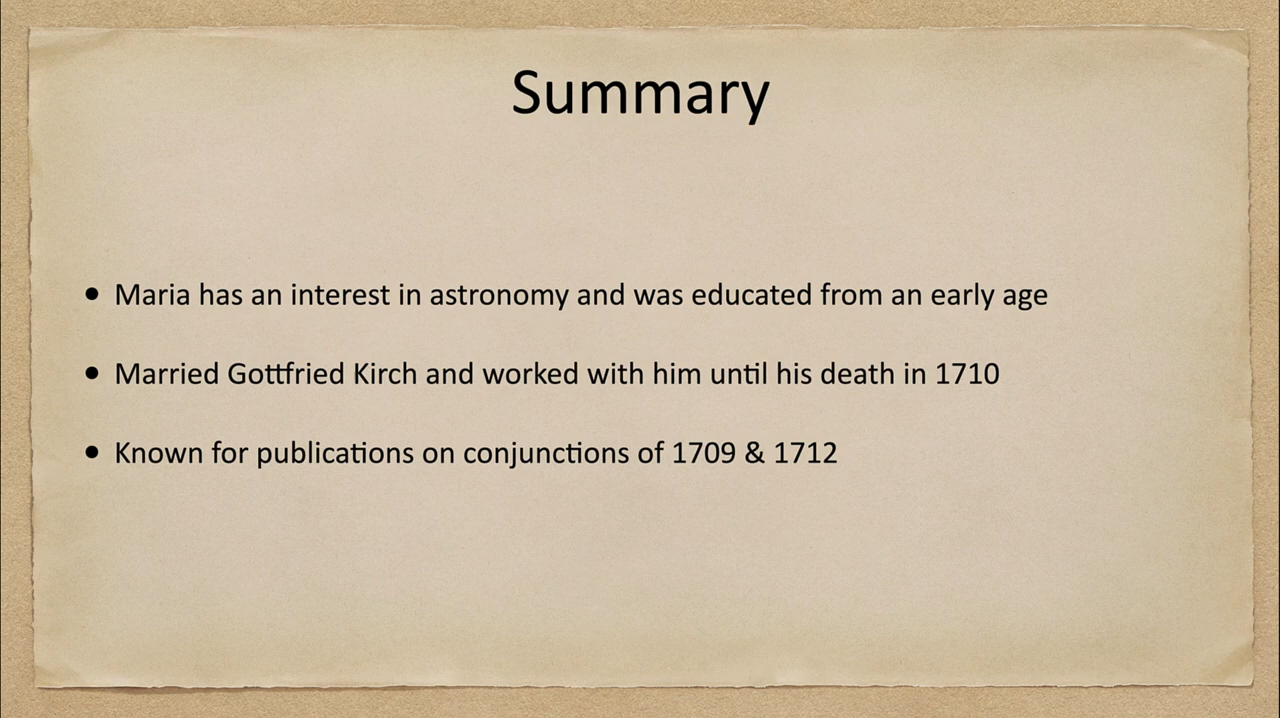 Summary
• Maria has an interest in astronomy and was educated from an early age
• Married Gottfried Kirch and worked with him until his death in 1710
• Known for publications on conjunctions of 1709 & 1712